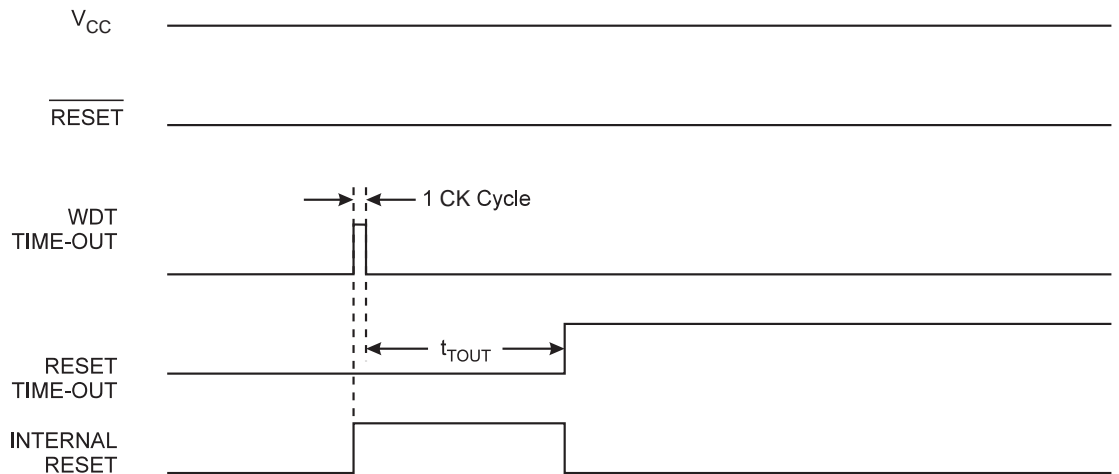 VCC
RESET
1 CK Cycle
WDT
TIME-OUT
tTOUT
RESET
TIME-OUT
INTERNAL
RESET